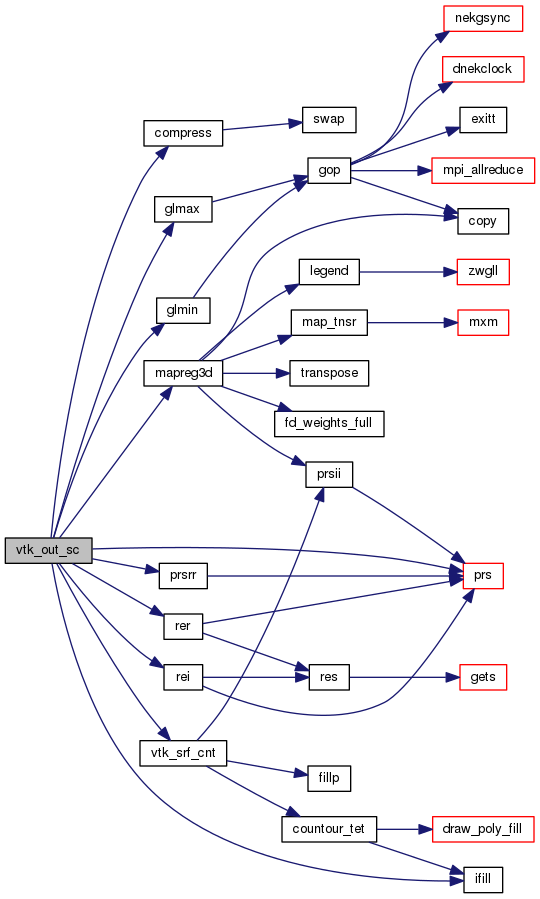 nekgsync
dnekclock
exitt
swap
compress
gop
mpi_allreduce
glmax
copy
legend
zwgll
glmin
map_tnsr
mxm
mapreg3d
transpose
fd_weights_full
prsii
vtk_out_sc
prsrr
prs
rer
rei
res
gets
vtk_srf_cnt
fillp
countour_tet
draw_poly_fill
ifill